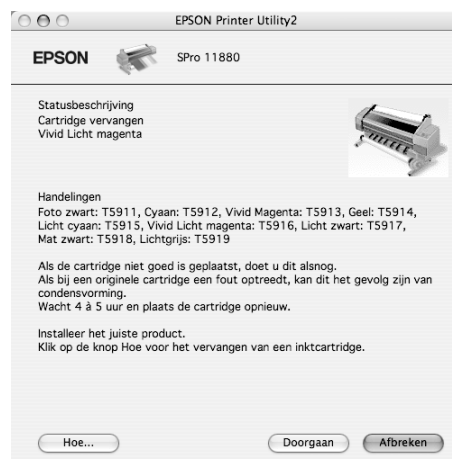 EPSON Printer Utility2
EPSON
SPro 11880
Statusbeschrijving
Cartridge vervangen
Vivid Licht magenta
Handelingen
Foto zwart: T5911, Cyaan: T5912, Vivid Magenta: T5913, Geel: T5914,
Licht cyaan: T5915, Vivid Licht magenta: T5916, Licht zwart: T5917,
Mat zwart: T5918, Lichtgrijs: T5919
Als de cartridge niet goed is geplaatst, doet u dit alsnog.
Als bij een originele cartridge een fout optreedt, kan dit het gevolg zijn van
condensvorming.
Wacht 4 à 5 uur en plaats de cartridge opnieuw.
Installeer het juiste product.
Klik op de knop Hoe voor het vervangen van een inktcartridge.
Hoe...
Doorgaan
Afbreken